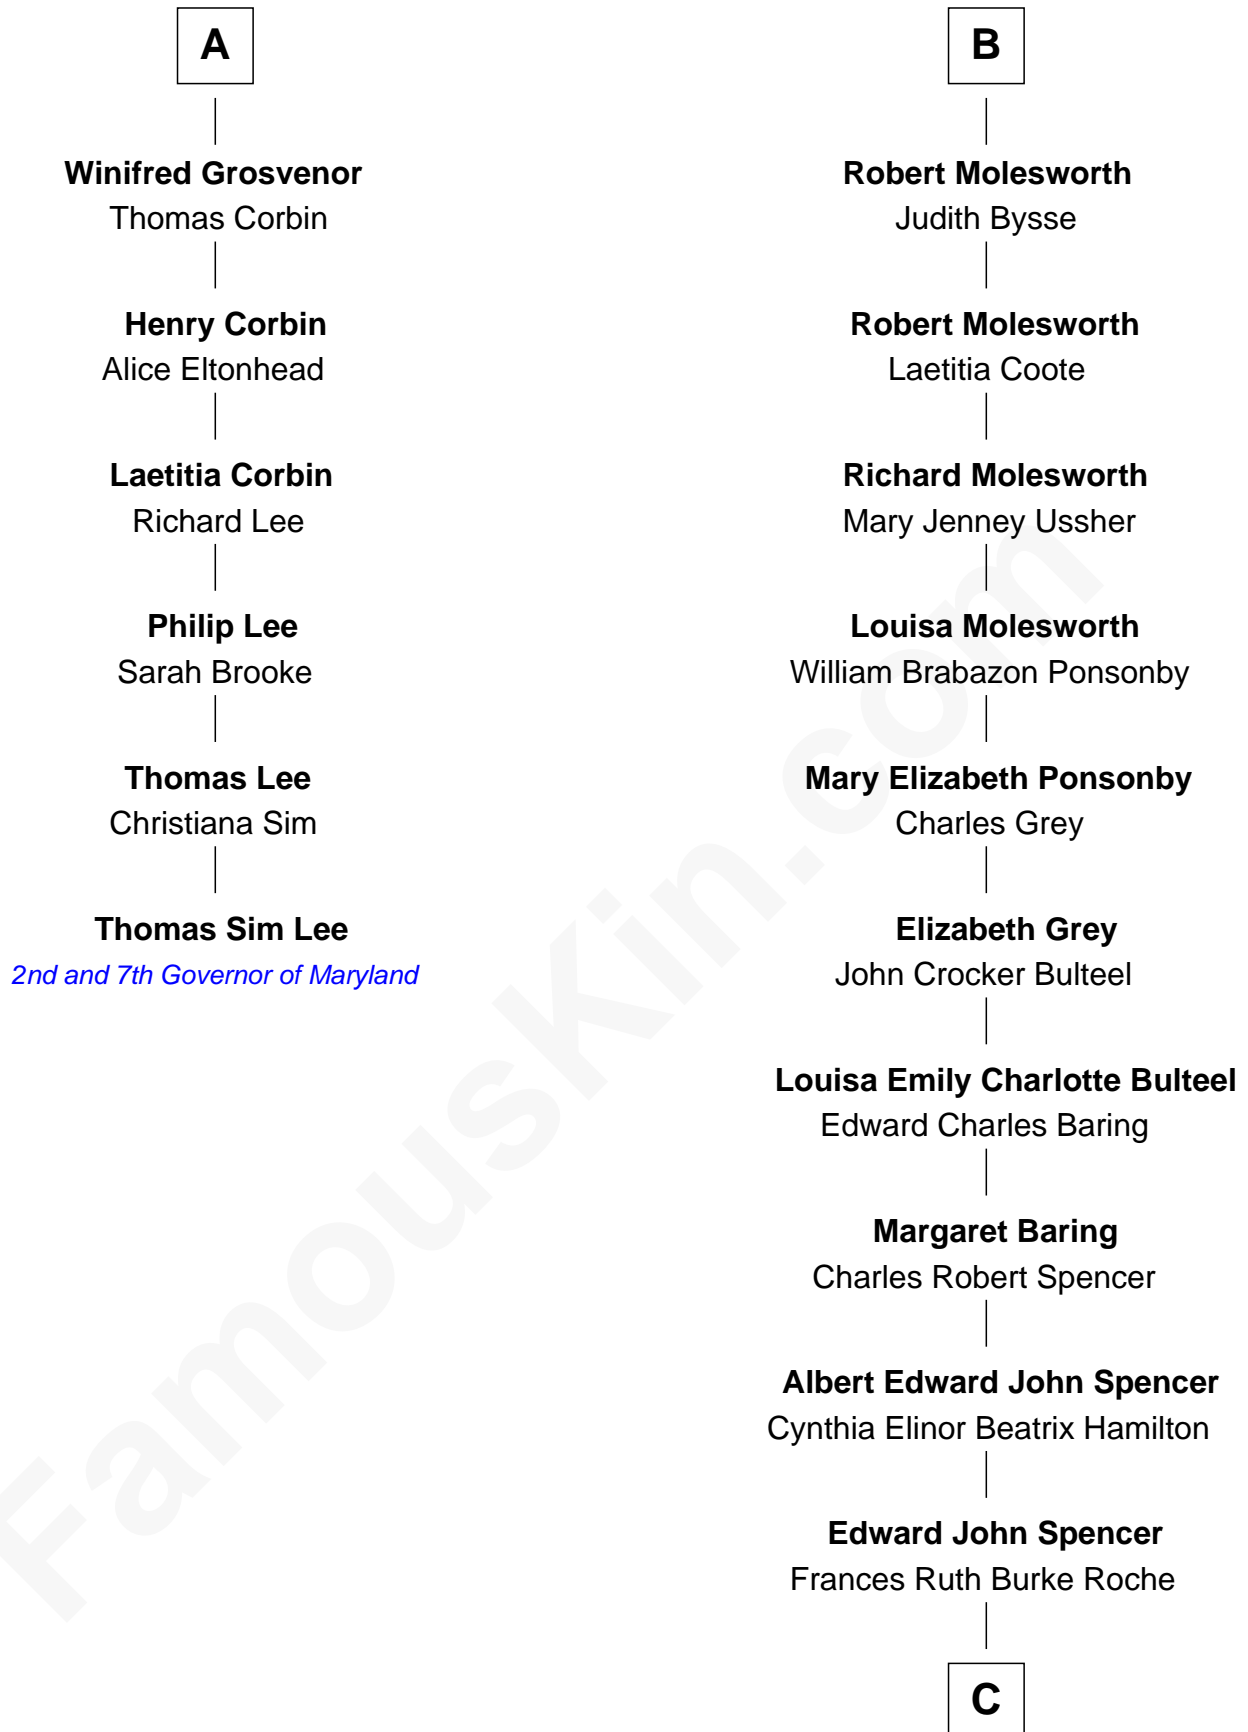 A
Winifred Grosvenor
Thomas Corbin
Henry Corbin
Alice Eltonhead
Laetitia Corbin
Richard Lee
Philip Lee
Sarah Brooke
Thomas Lee
Christiana Sim
Thomas Sim Lee
2nd and 7th Governor of Maryland
B
Robert Molesworth
Judith Bysse
Robert Molesworth
Laetitia Coote
Richard Molesworth
Mary Jenney Ussher
Louisa Molesworth
William Brabazon Ponsonby
Mary Elizabeth Ponsonby
Charles Grey
Elizabeth Grey
John Crocker Bulteel
Louisa Emily Charlotte Bulteel
Edward Charles Baring
Margaret Baring
Charles Robert Spencer
Albert Edward John Spencer
Cynthia Elinor Beatrix Hamilton
Edward John Spencer
Frances Ruth Burke Roche
C
FamousKin.com